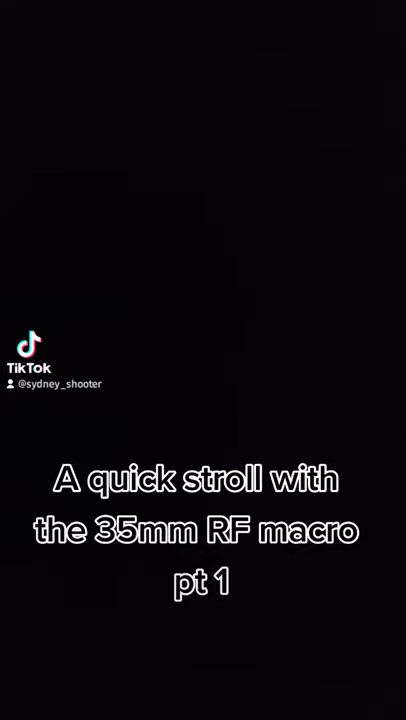 TikTok
@sydney_shooter
A quick stroll with
the 35mm RF macro
pt 1